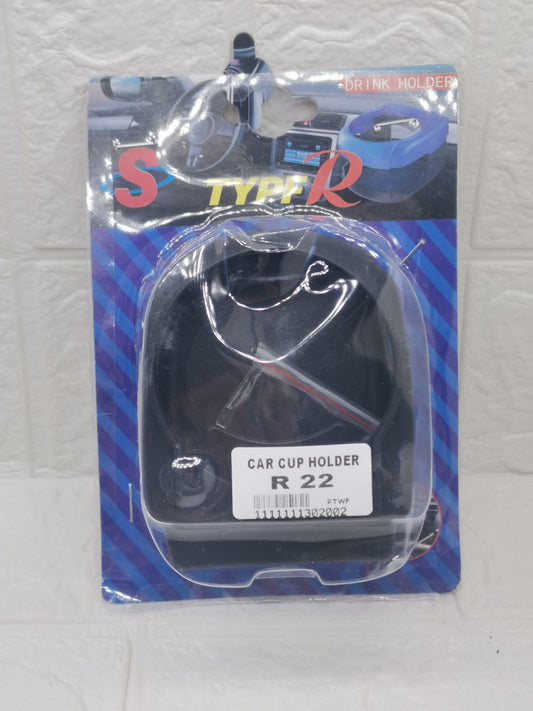 DRINK HOLDER
S
TYPE R
CAR CUP HOLDER
R 22
PTWP
1111111302002